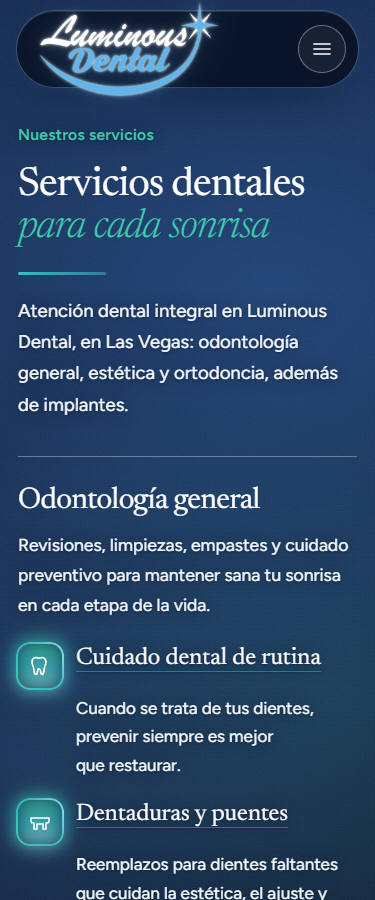 Luminous
Dental
Nuestros servicios
Servicios dentales
para cada sonrisa
Atención dental integral en Luminous
Dental, en Las Vegas: odontología
general, estética y ortodoncia, además
de implantes.
Odontología general
Revisiones, limpiezas, empastes y cuidado
preventivo para mantener sana tu sonrisa
en cada etapa de la vida.
Cuidado dental de rutina
Cuando se trata de tus dientes,
prevenir siempre es mejor
que restaurar.
Dentaduras y puentes
Reemplazos para dientes faltantes
que cuidan la estética, el ajuste y